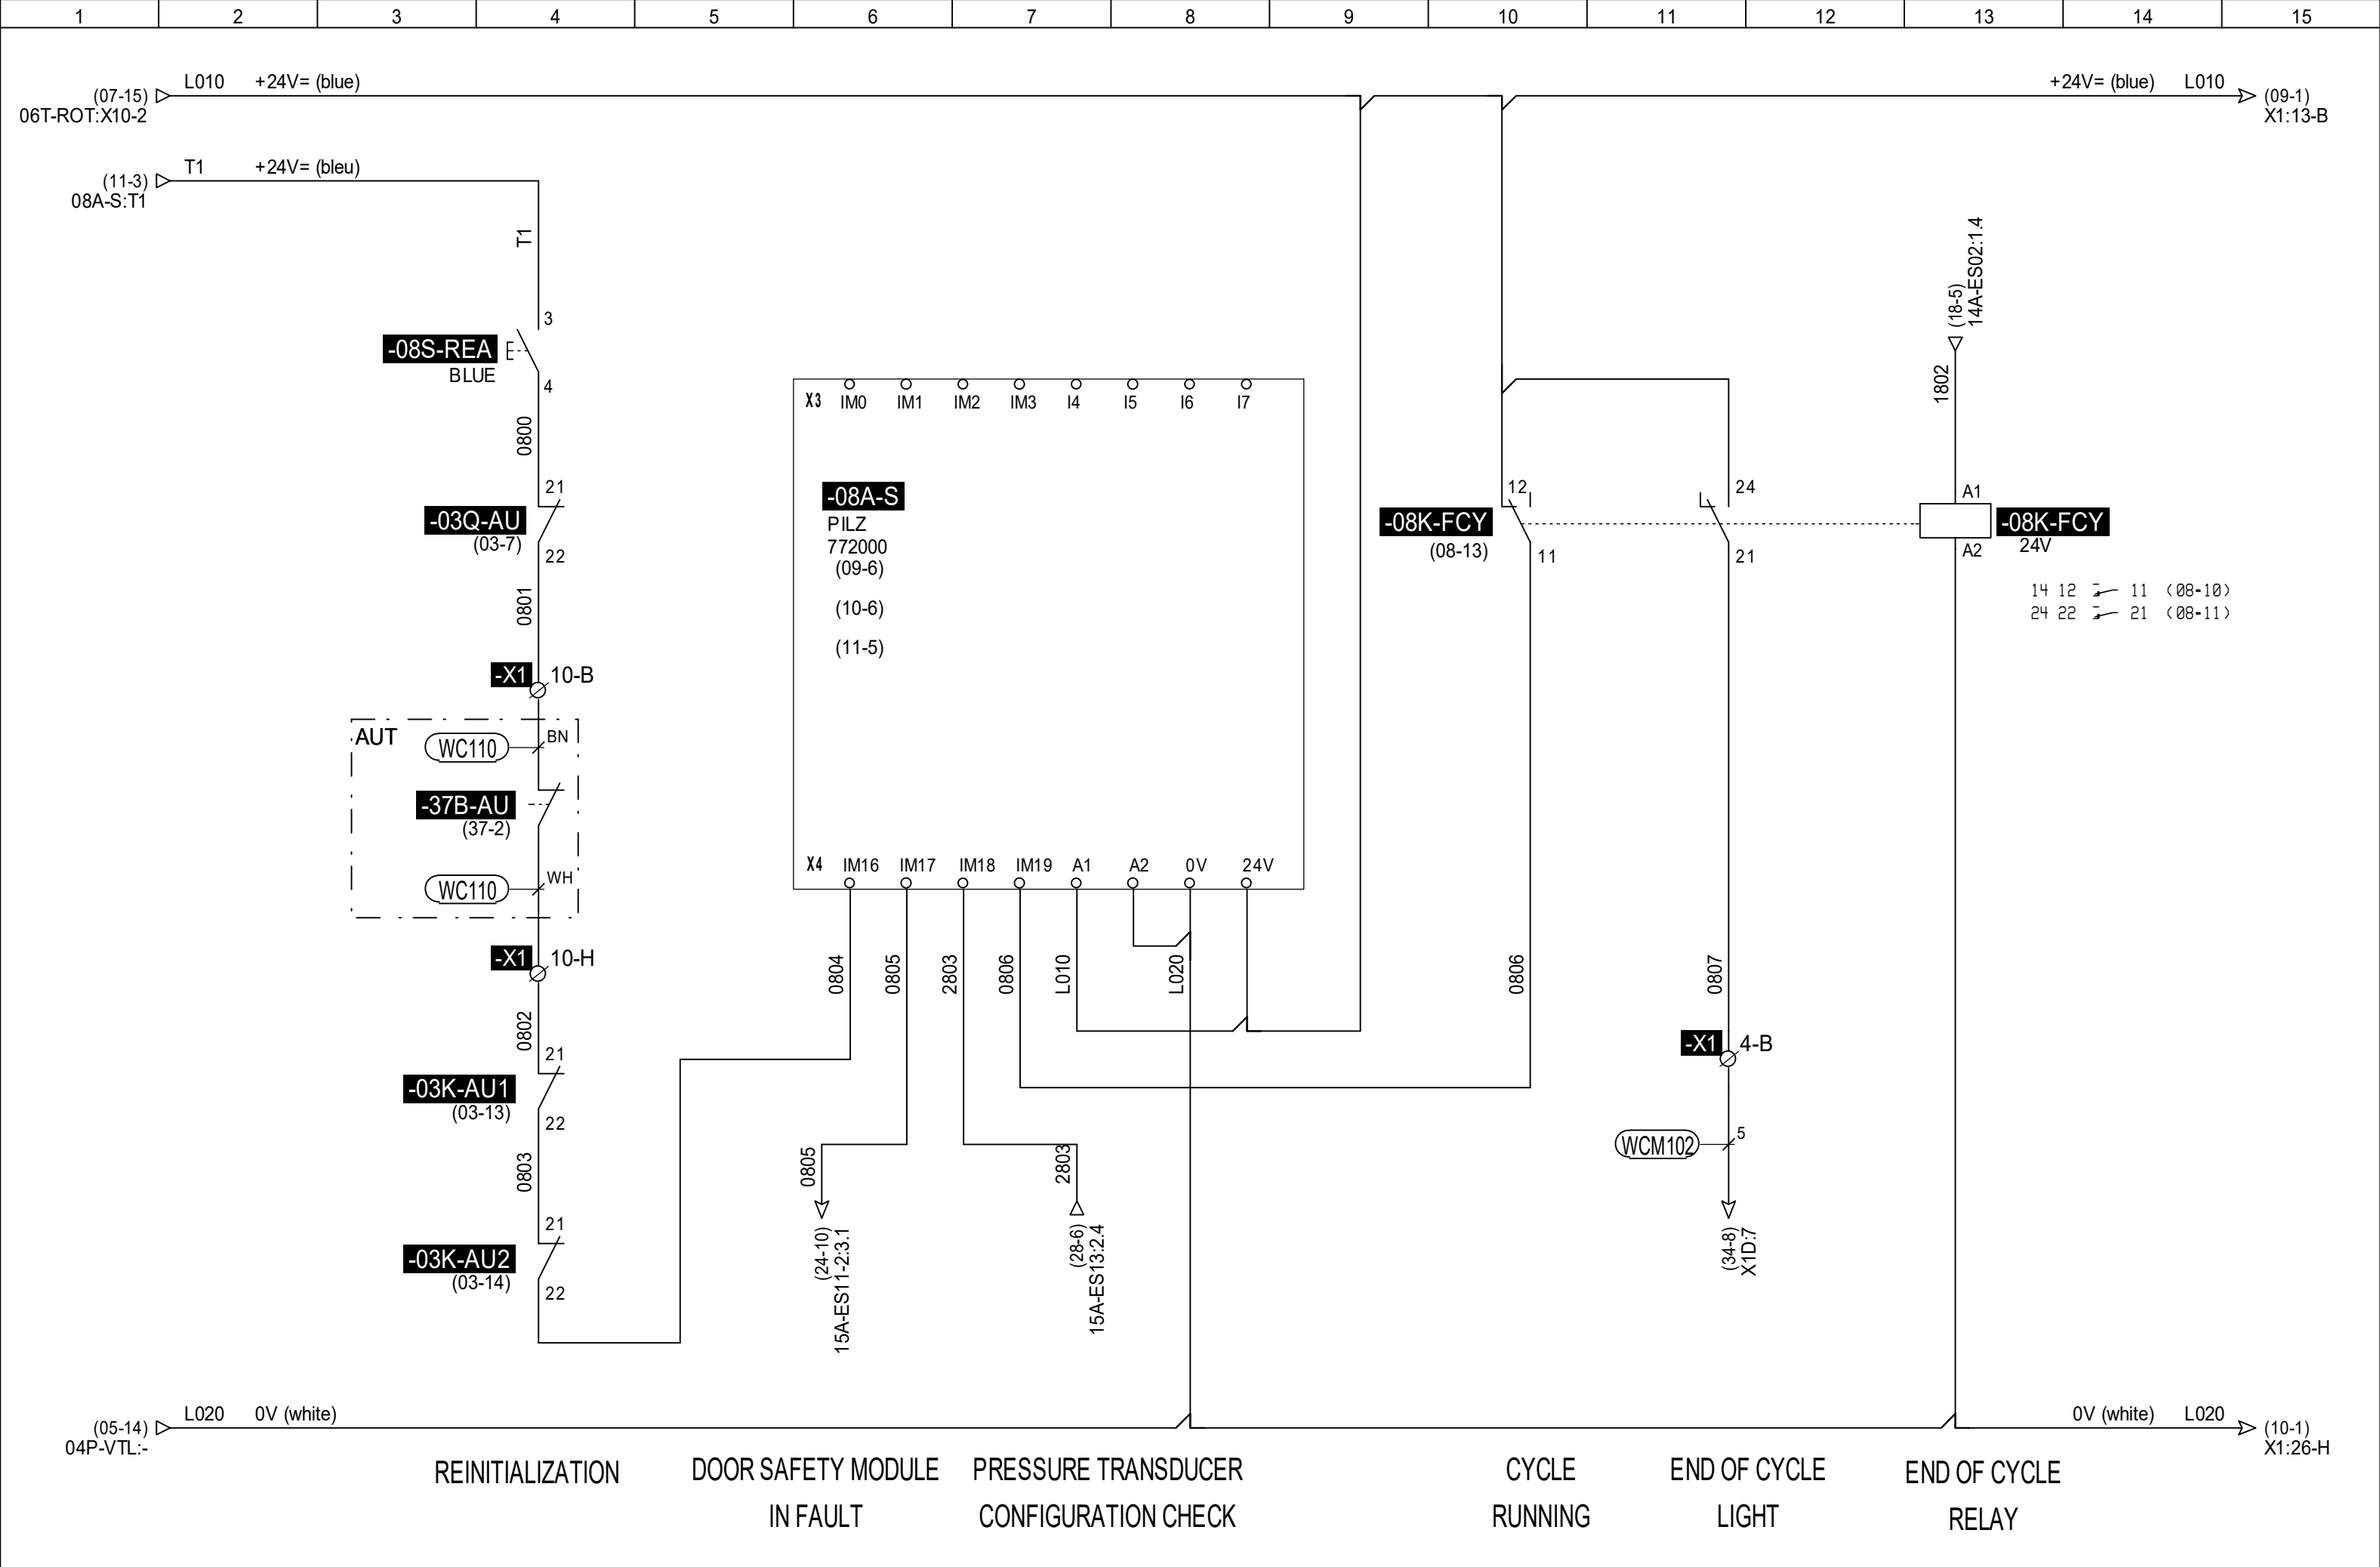 1 2 3 4 5 6 7 8 9 10 11 12 13 14 15
L010 +24V= (blue)
(07-15)
06T-ROT:X10-2
+24V= (blue) L010
(09-1)
X1:13-B
T1 +24V= (bleu)
(11-3)
08A-S:T1
T1
3
-08S-REA
BLUE
4
0800
21
-03Q-AU
(03-7)
22
0801
-X1 10-B
AUT
WC110
BN
-37B-AU
(37-2)
WC110
WH
-X1 10-H
0802
21
-03K-AU1
(03-13)
22
0803
21
-03K-AU2
(03-14)
22
X3 IM0 IM1 IM2 IM3 I4 I5 I6 I7
-08A-S
PILZ
772000
(09-6)
(10-6)
(11-5)
X4 IM16 IM17 IM18 IM19 A1 A2 0V 24V
0804
0805
2803
0806
L010
L020
0805
(24-10)
15A-ES11-2:3.1
2803
(28-6)
15A-ES13:2.4
12
-08K-FCY
(08-13)
11
0806
24
21
0807
-X1 4-B
WCM102
5
(34-8)
X1D:7
(18-5)
14A-ES02:1.4
1802
A1
-08K-FCY
24V
A2
14 12 11 (08-10)
24 22 21 (08-11)
L020 0V (white)
(05-14)
04P-VTL:-
0V (white) L020
(10-1)
X1:26-H
REINITIALIZATION
DOOR SAFETY MODULE
IN FAULT
PRESSURE TRANSDUCER
CONFIGURATION CHECK
CYCLE
RUNNING
END OF CYCLE
LIGHT
END OF CYCLE
RELAY